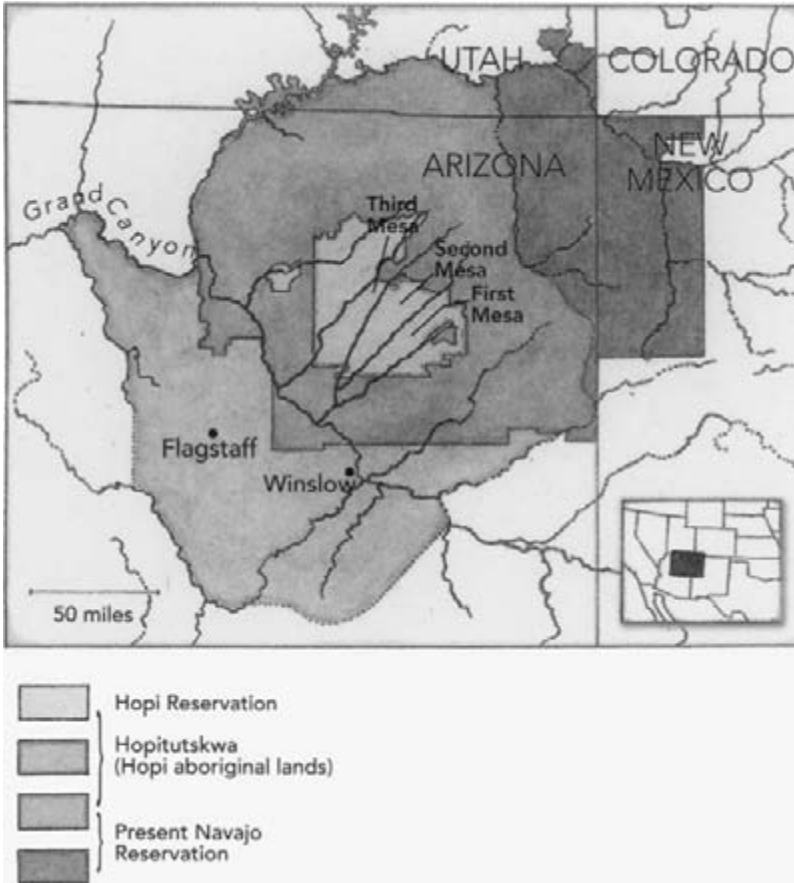 UTAH
COLORADO
ARIZONA
NEW
MEXICO
Grand Canyon
Third
Mesa
Second
Mesa
First
Mesa
Flagstaff
Winslow
50 miles
Hopi Reservation
Hopitutskwa
(Hopi aboriginal lands)
Present Navajo
Reservation